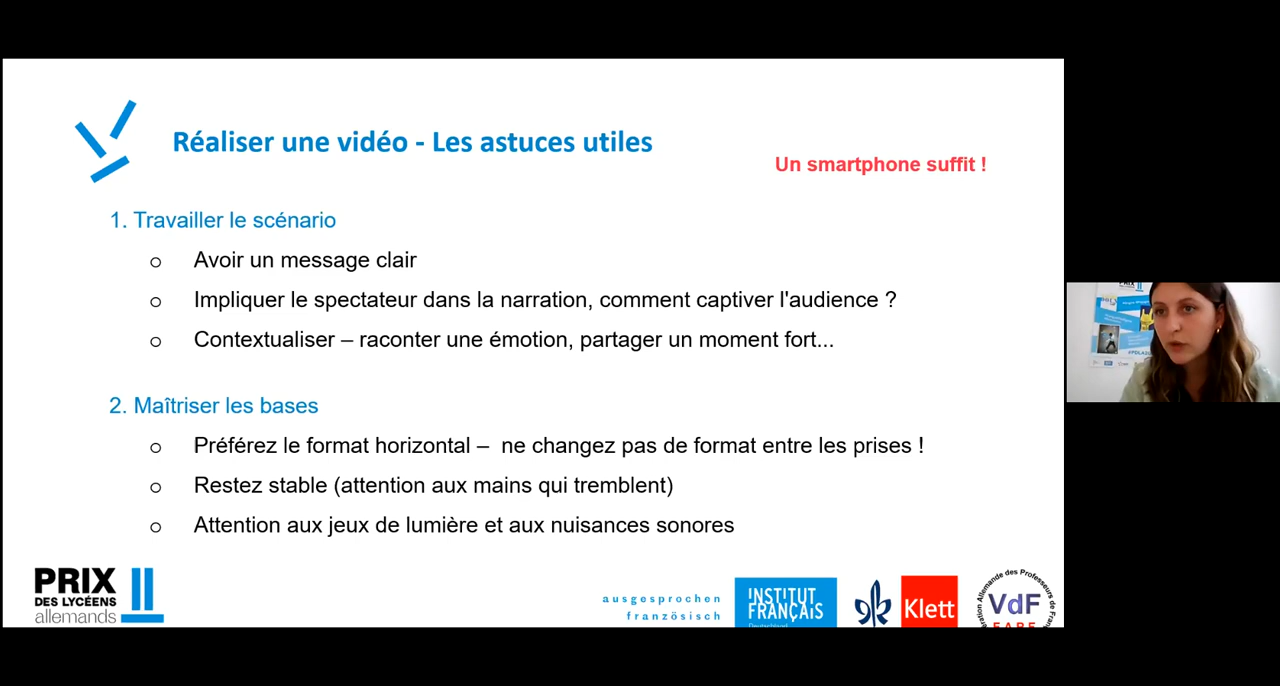 Réaliser une vidéo - Les astuces utiles
Un smartphone suffit !
1. Travailler le scénario
o Avoir un message clair
o Impliquer le spectateur dans la narration, comment captiver l'audience ?
o Contextualiser – raconter une émotion, partager un moment fort...
2. Maîtriser les bases
o Préférez le format horizontal – ne changez pas de format entre les prises !
o Restez stable (attention aux mains qui tremblent)
o Attention aux jeux de lumière et aux nuisances sonores
PRIX
DES LYCÉENS
allemands
ausgesprochen
französisch
INSTITUT
FRANÇAIS
Deutschland
Klett
VdF
PRIX